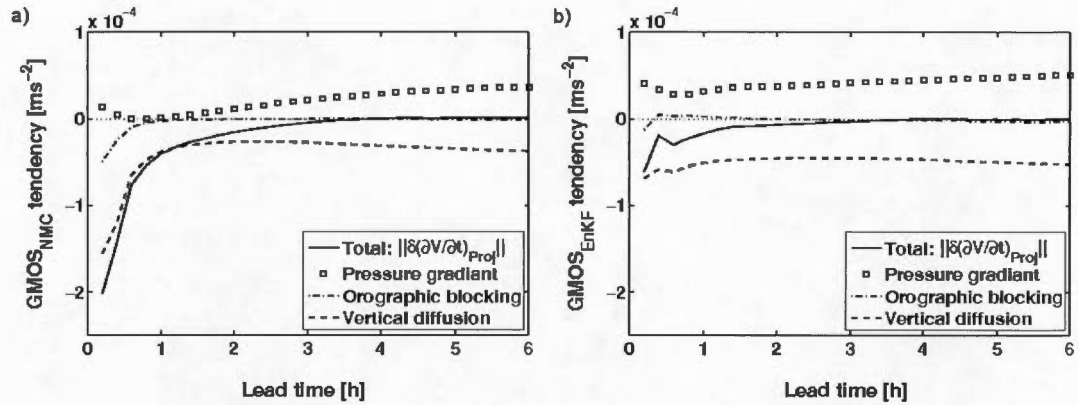 a)
x 10⁻⁴
1
0
−1
−2
GMOS_NMC tendency [ms⁻²]
Total: ||δ(∂V/∂t)_Proj||
Pressure gradiant
Orographic blocking
Vertical diffusion
0 1 2 3 4 5 6
Lead time [h]
b)
x 10⁻⁴
1
0
−1
−2
GMOS_EnKF tendency [ms⁻²]
Total: ||δ(∂V/∂t)_Proj||
Pressure gradiant
Orographic blocking
Vertical diffusion
0 1 2 3 4 5 6
Lead time [h]